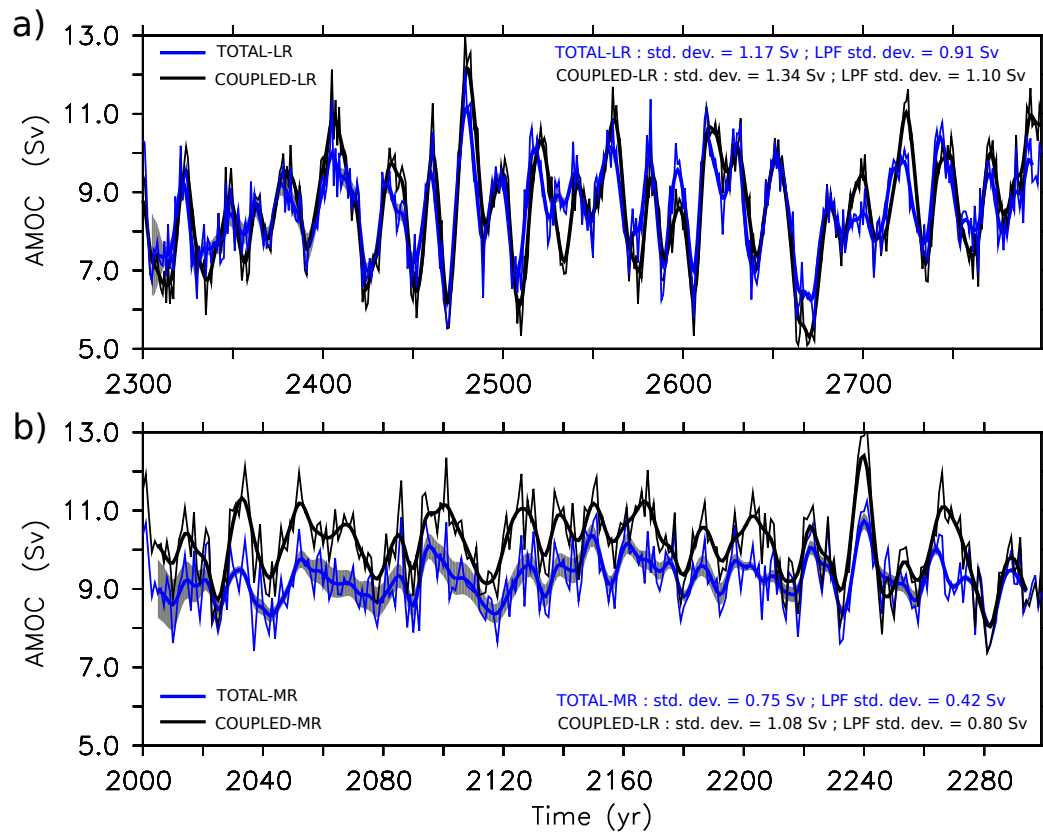 a)
13.0
11.0
9.0
7.0
5.0
AMOC (Sv)
TOTAL-LR
COUPLED-LR
TOTAL-LR : std. dev. = 1.17 Sv ; LPF std. dev. = 0.91 Sv
COUPLED-LR : std. dev. = 1.34 Sv ; LPF std. dev. = 1.10 Sv
2300 2400 2500 2600 2700
b)
13.0
11.0
9.0
7.0
5.0
AMOC (Sv)
TOTAL-MR
COUPLED-MR
TOTAL-MR : std. dev. = 0.75 Sv ; LPF std. dev. = 0.42 Sv
COUPLED-LR : std. dev. = 1.08 Sv ; LPF std. dev. = 0.80 Sv
2000 2040 2080 2120 2160 2200 2240 2280
Time (yr)